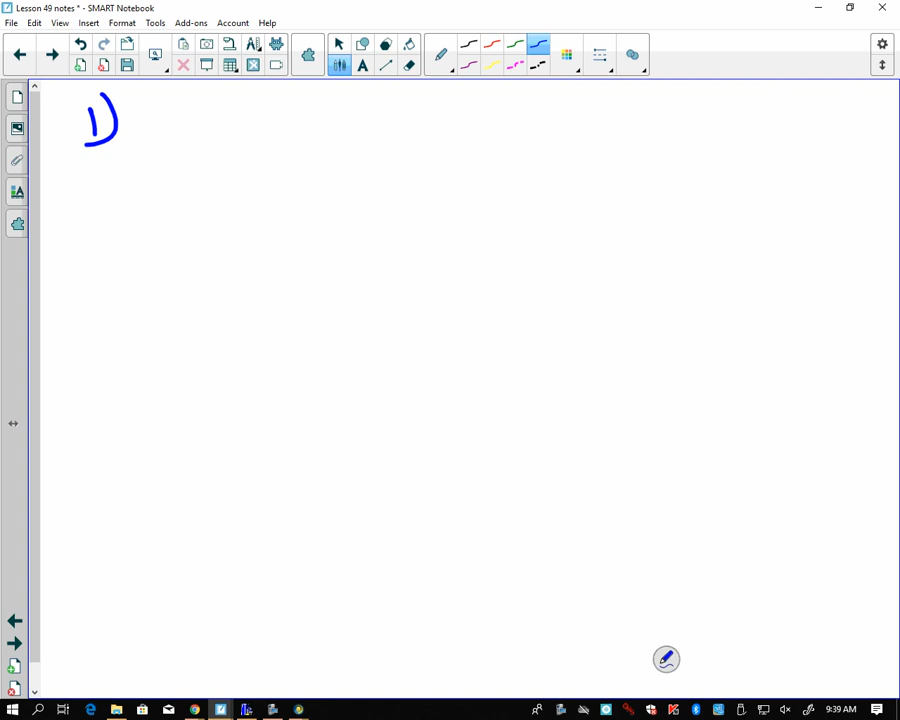 Lesson 49 notes * - SMART Notebook
File Edit View Insert Format Tools Add-ons Account Help
1)
9:39 AM